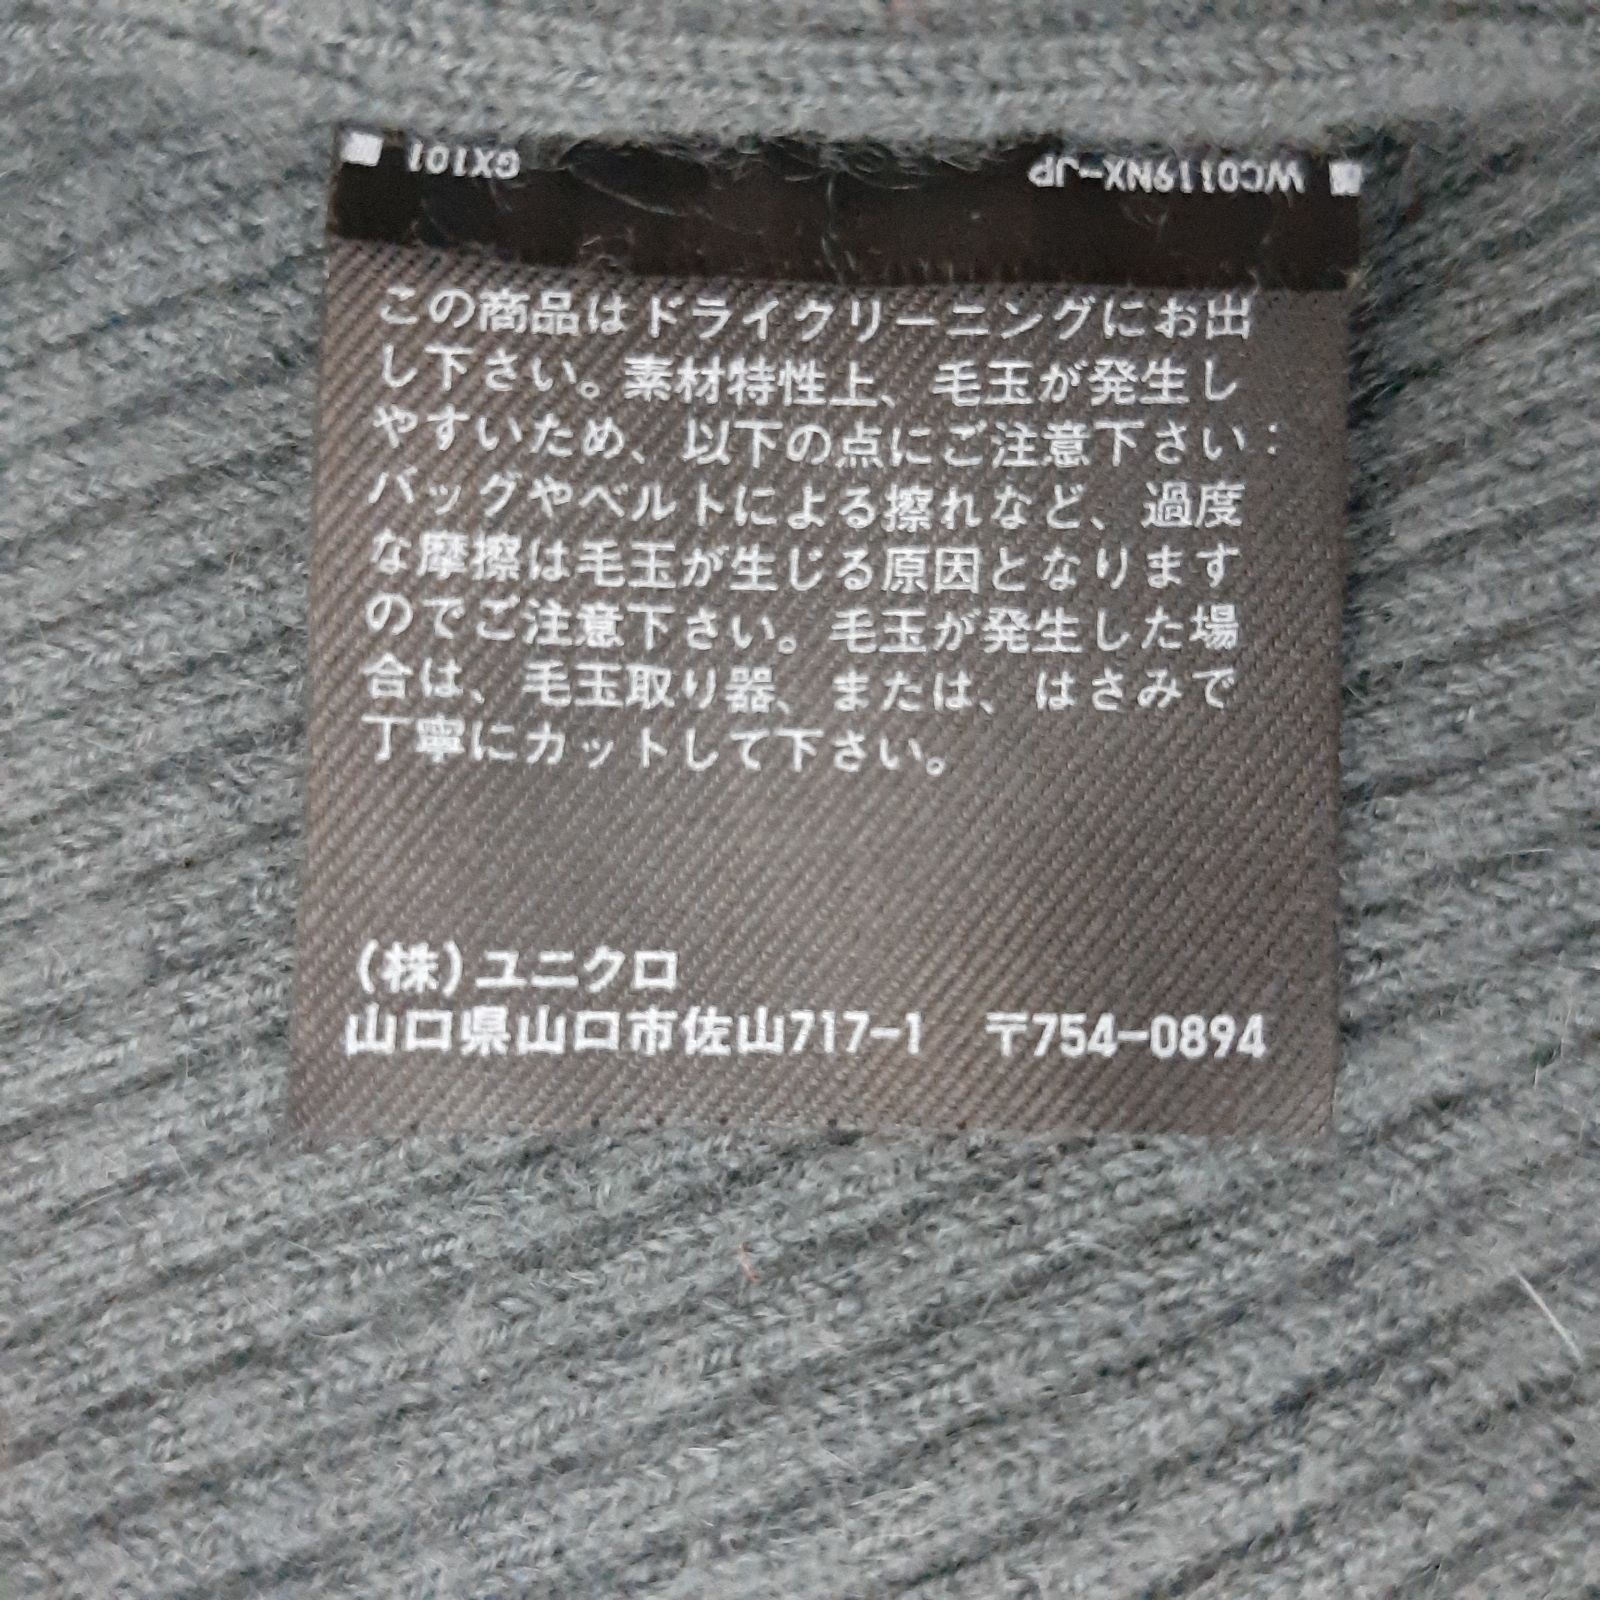 GX101 WC0119NX-JP
この商品はドライクリーニングにお出
し下さい。素材特性上、毛玉が発生し
やすいため、以下の点にご注意下さい：
バッグやベルトによる擦れなど、過度
な摩擦は毛玉が生じる原因となります
のでご注意下さい。毛玉が発生した場
合は、毛玉取り器、または、はさみで
丁寧にカットして下さい。
(株)ユニクロ
山口県山口市佐山717-1 〒754-0894